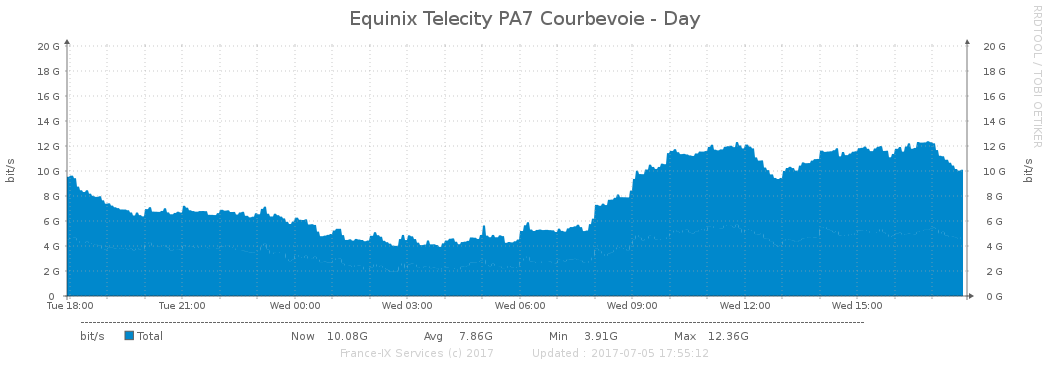 Equinix Telecity PA7 Courbevoie - Day
RRDTOOL / TOBI OETIKER
bit/s
bit/s
20 G 20 G
18 G 18 G
16 G 16 G
14 G 14 G
12 G 12 G
10 G 10 G
8 G 8 G
6 G 6 G
4 G 4 G
2 G 2 G
0 0 G
Tue 18:00 Tue 21:00 Wed 00:00 Wed 03:00 Wed 06:00 Wed 09:00 Wed 12:00 Wed 15:00
bit/s Total Now 10.08G Avg 7.86G Min 3.91G Max 12.36G
France-IX Services (c) 2017 Updated : 2017-07-05 17:55:12